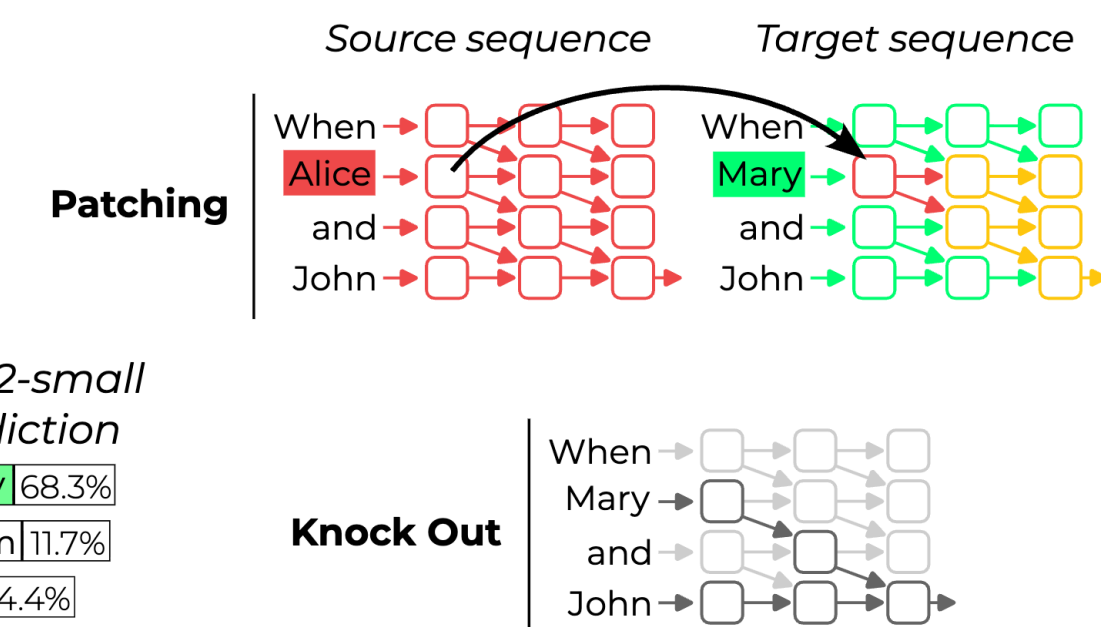 Source sequence
Target sequence
Patching
When
Alice
and
John
When
Mary
and
John
2-small
68.3%
11.7%
4.4%
Knock Out
When
Mary
and
John